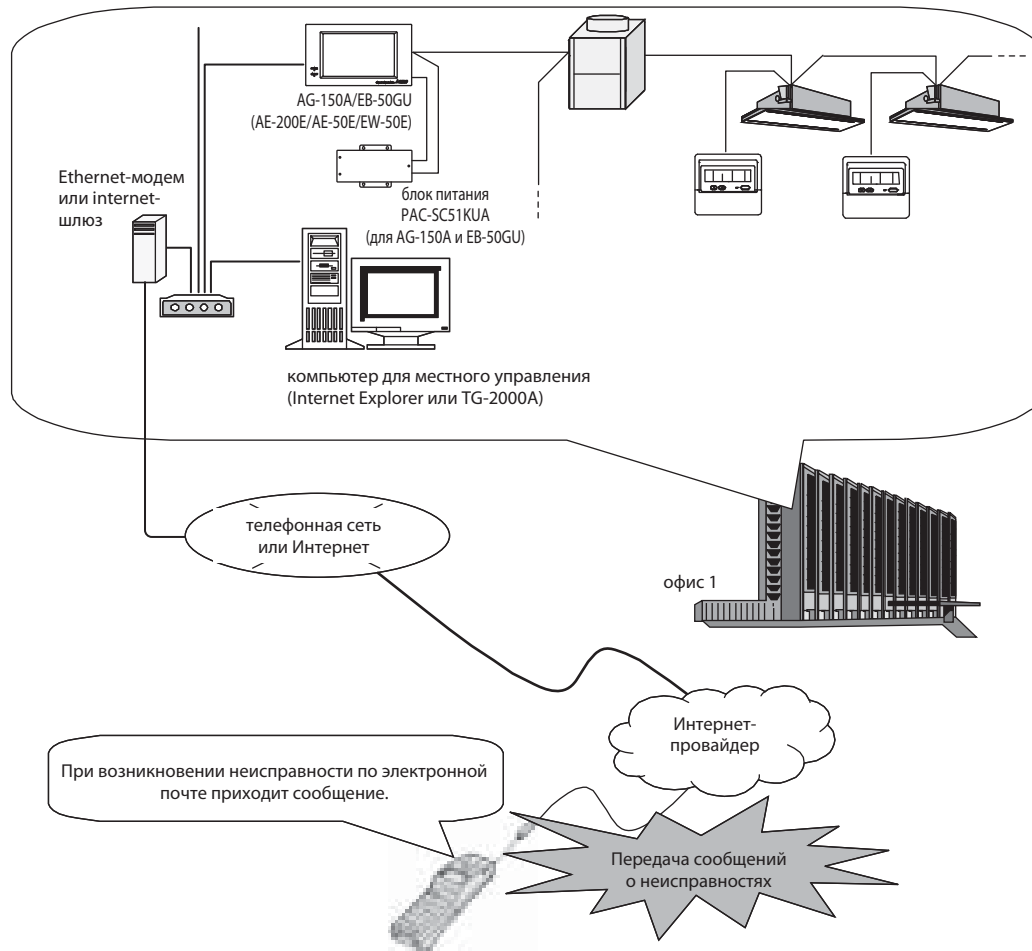 AG-150A/EB-50GU
(AE-200E/AE-50E/EW-50E)
Ethernet-модем
или internet-
шлюз
блок питания
PAC-SC51KUA
(для AG-150A и EB-50GU)
компьютер для местного управления
(Internet Explorer или TG-2000A)
телефонная сеть
или Интернет
офис 1
Интернет-
провайдер
При возникновении неисправности по электронной
почте приходит сообщение.
Передача сообщений
о неисправностях